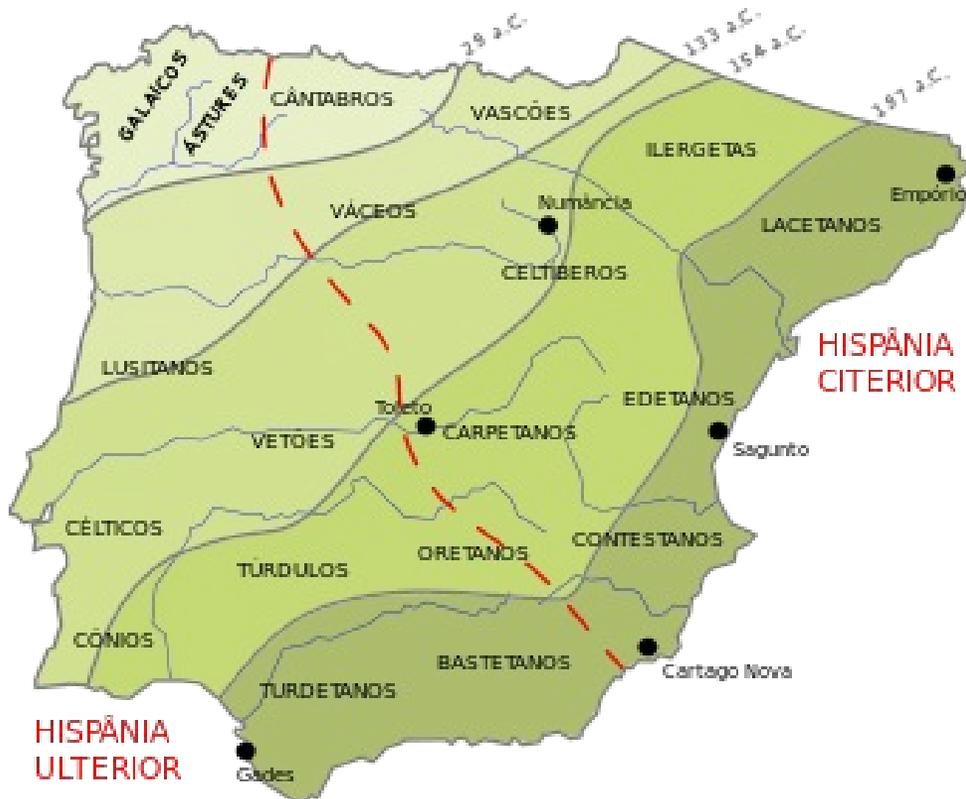 29 a.C.
133 a.C.
154 a.C.
197 a.C.
GALAICOS
ÁSTURES
CÂNTABROS
VASCÕES
ILERGETAS
Empório
LACETANOS
VÁCEOS
Numância
CELTIBEROS
HISPÂNIA
CITERIOR
LUSITANOS
EDETANOS
Toleto
CARPETANOS
VETÕES
Sagunto
CÉLTICOS
CONTESTANOS
ORETANOS
TÚRDULOS
CÓNIOS
BASTETANOS
Cartago Nova
TURDETANOS
HISPÂNIA
ULTERIOR
Gades